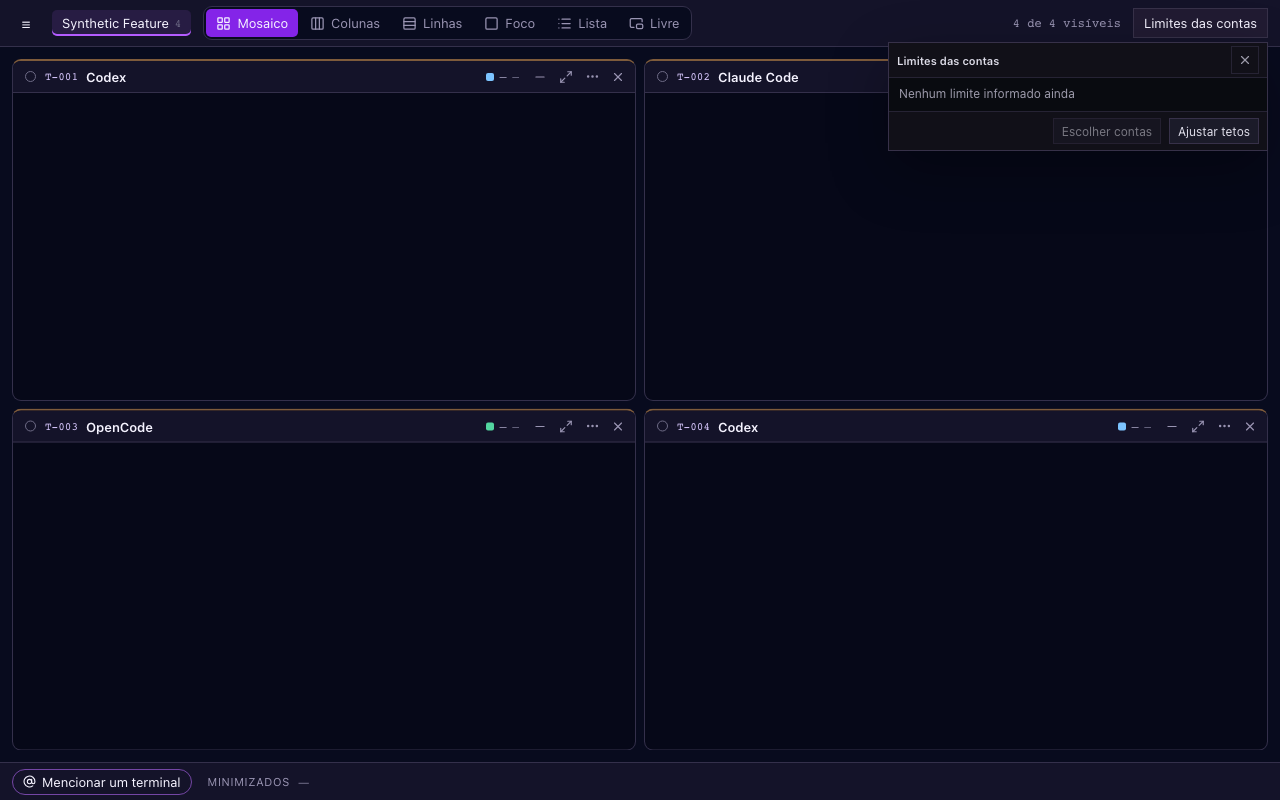 ≡ Synthetic Feature 4 Mosaico Colunas Linhas Foco Lista Livre 4 de 4 visíveis Limites das contas
Limites das contas
Nenhum limite informado ainda
Escolher contas Ajustar tetos
T-001 Codex — —
T-002 Claude Code
T-003 OpenCode — —
T-004 Codex — —
@ Mencionar um terminal MINIMIZADOS —